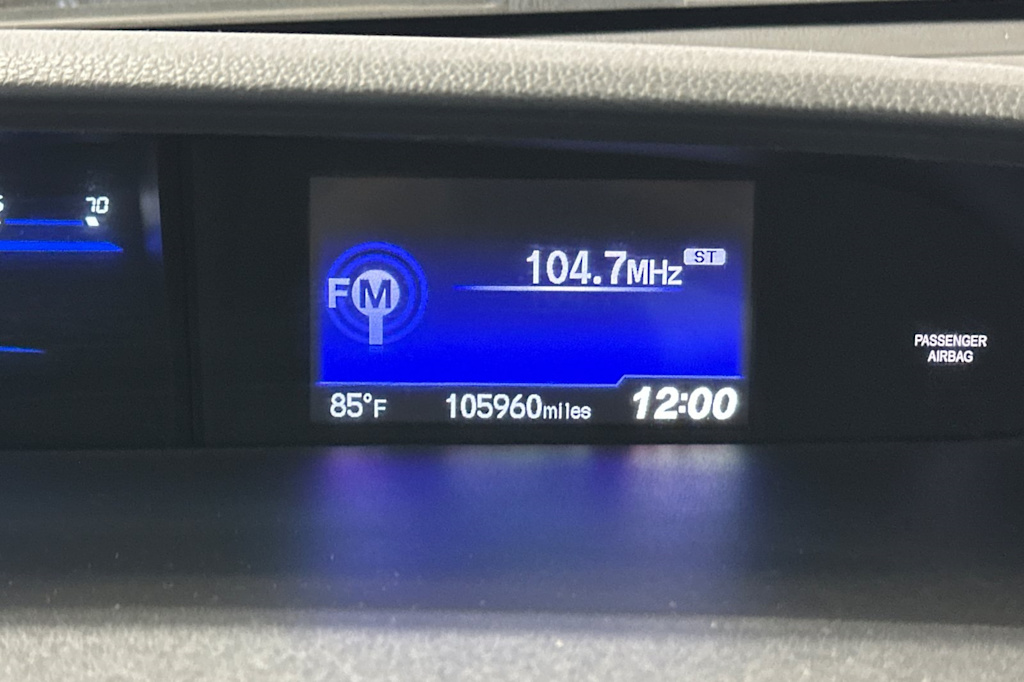 70
104.7MHz ST
FM
85°F 105960miles 12:00
PASSENGER
AIRBAG